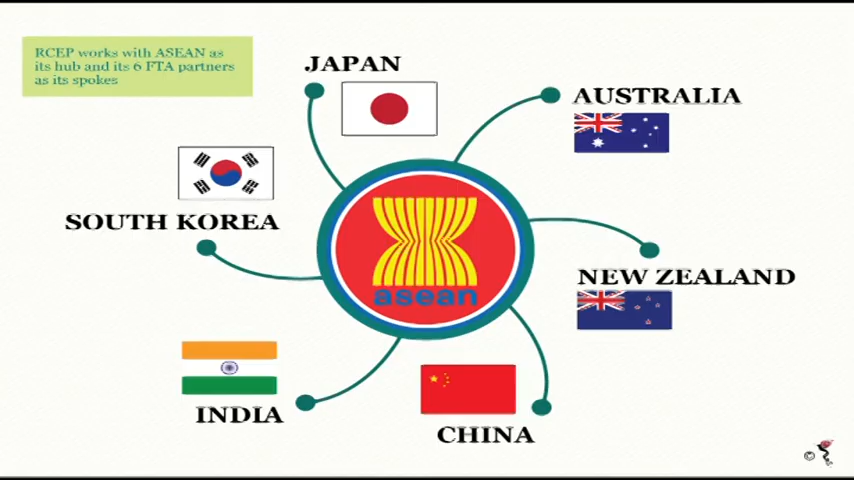 RCEP works with ASEAN as
its hub and its 6 FTA partners
as its spokes
JAPAN
AUSTRALIA
SOUTH KOREA
NEW ZEALAND
asean
INDIA
CHINA
©